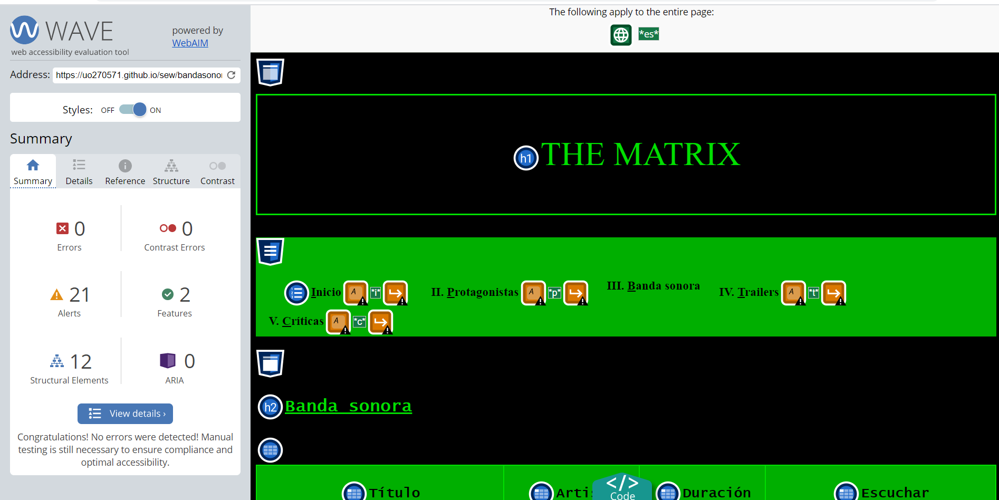 WAVE
powered by
WebAIM
web accessibility evaluation tool
Address: https://uo270571.github.io/sew/bandasono
Styles: OFF ON
Summary
Summary Details Reference Structure Contrast
0 0
Errors Contrast Errors
21 2
Alerts Features
12 0
Structural Elements ARIA
View details ›
Congratulations! No errors were detected! Manual
testing is still necessary to ensure compliance and
optimal accessibility.
The following apply to the entire page:
*es*
h1 THE MATRIX
Inicio A *i* II. Protagonistas A *p* III. Banda sonora IV. Trailers A *t*
V. Críticas A *c*
h2 Banda sonora
Título Duración Escuchar
</>
Code